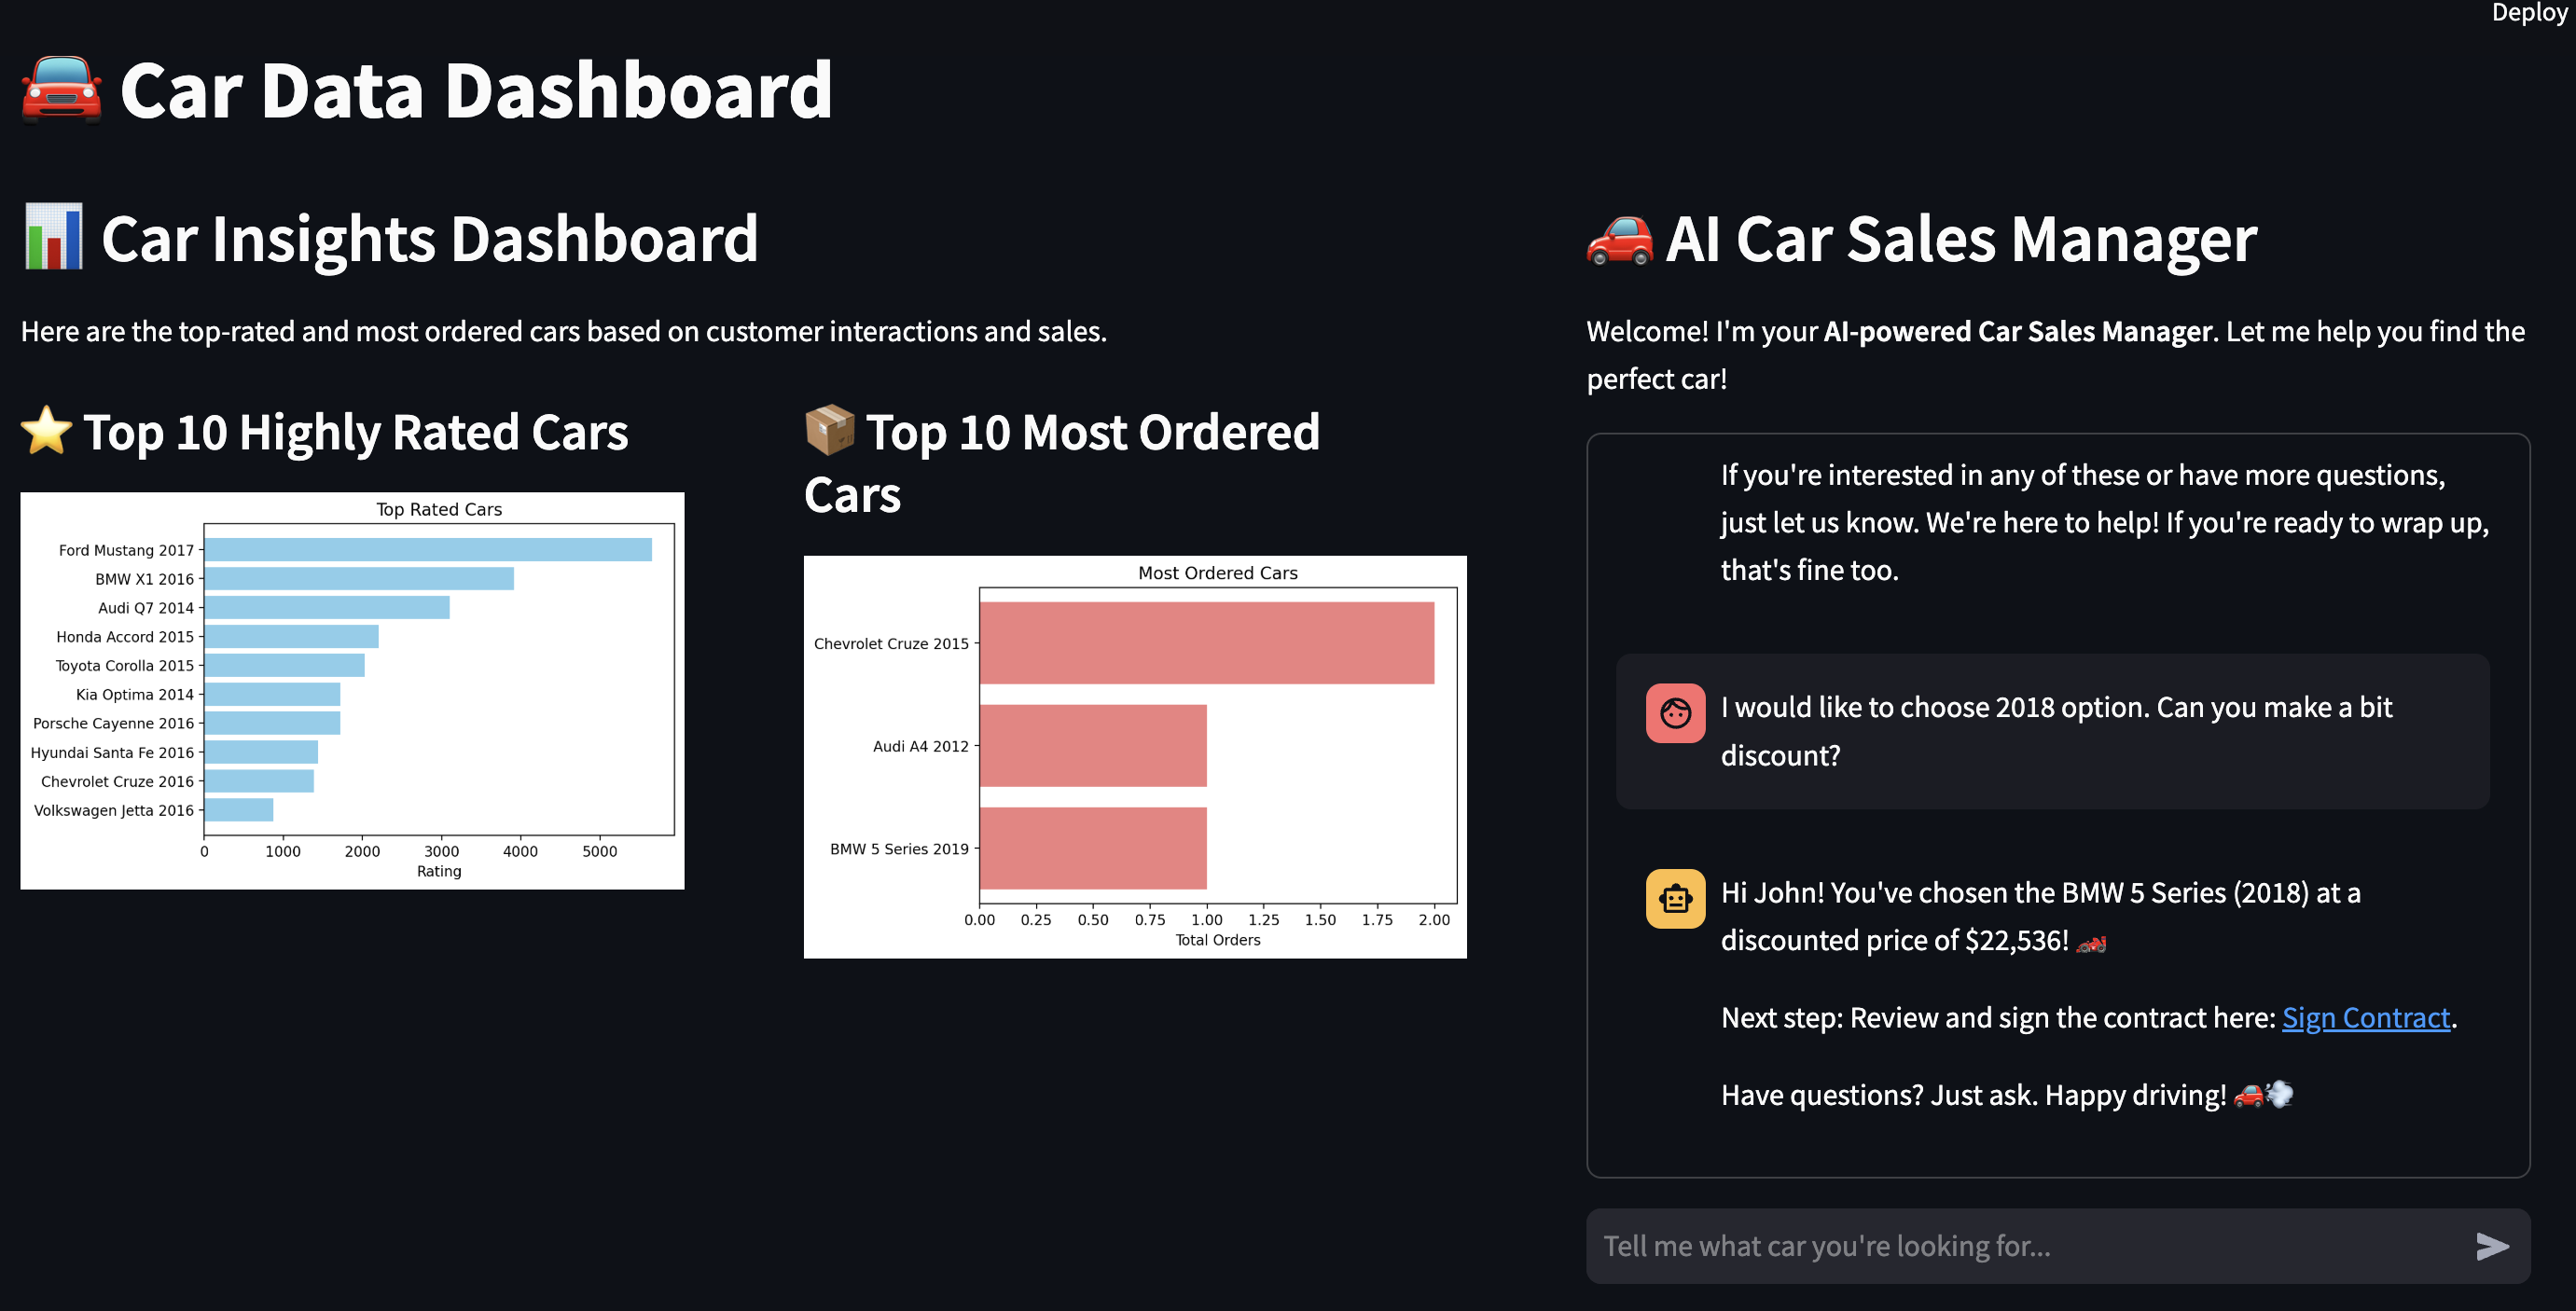 Deploy
Car Data Dashboard
Car Insights Dashboard
Here are the top-rated and most ordered cars based on customer interactions and sales.
Top 10 Highly Rated Cars
Top Rated Cars
Ford Mustang 2017
BMW X1 2016
Audi Q7 2014
Honda Accord 2015
Toyota Corolla 2015
Kia Optima 2014
Porsche Cayenne 2016
Hyundai Santa Fe 2016
Chevrolet Cruze 2016
Volkswagen Jetta 2016
0 1000 2000 3000 4000 5000
Rating
Top 10 Most Ordered
Cars
Most Ordered Cars
Chevrolet Cruze 2015
Audi A4 2012
BMW 5 Series 2019
0.00 0.25 0.50 0.75 1.00 1.25 1.50 1.75 2.00
Total Orders
AI Car Sales Manager
Welcome! I'm your AI-powered Car Sales Manager. Let me help you find the
perfect car!
If you're interested in any of these or have more questions,
just let us know. We're here to help! If you're ready to wrap up,
that's fine too.
I would like to choose 2018 option. Can you make a bit
discount?
Hi John! You've chosen the BMW 5 Series (2018) at a
discounted price of $22,536!
Next step: Review and sign the contract here: Sign Contract.
Have questions? Just ask. Happy driving!
Tell me what car you're looking for...